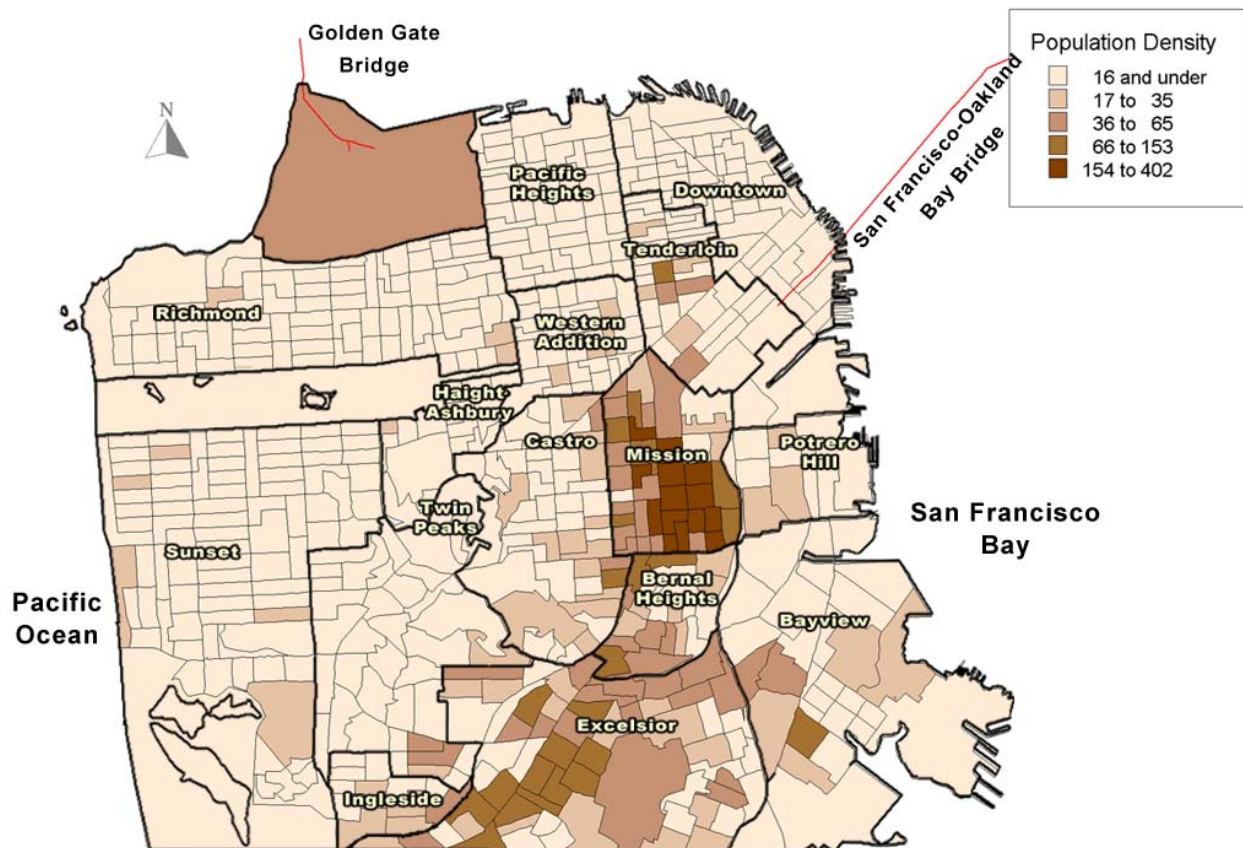 Golden Gate
Bridge
N
Population Density
16 and under
17 to 35
36 to 65
66 to 153
154 to 402
San Francisco-Oakland
Bay Bridge
Pacific
Heights
Downtown
Tenderloin
Richmond
Western
Addition
Haight
Ashbury
Castro
Mission
Potrero
Hill
Twin
Peaks
Sunset
San Francisco
Bay
Bernal
Heights
Pacific
Ocean
Bayview
Excelsior
Ingleside